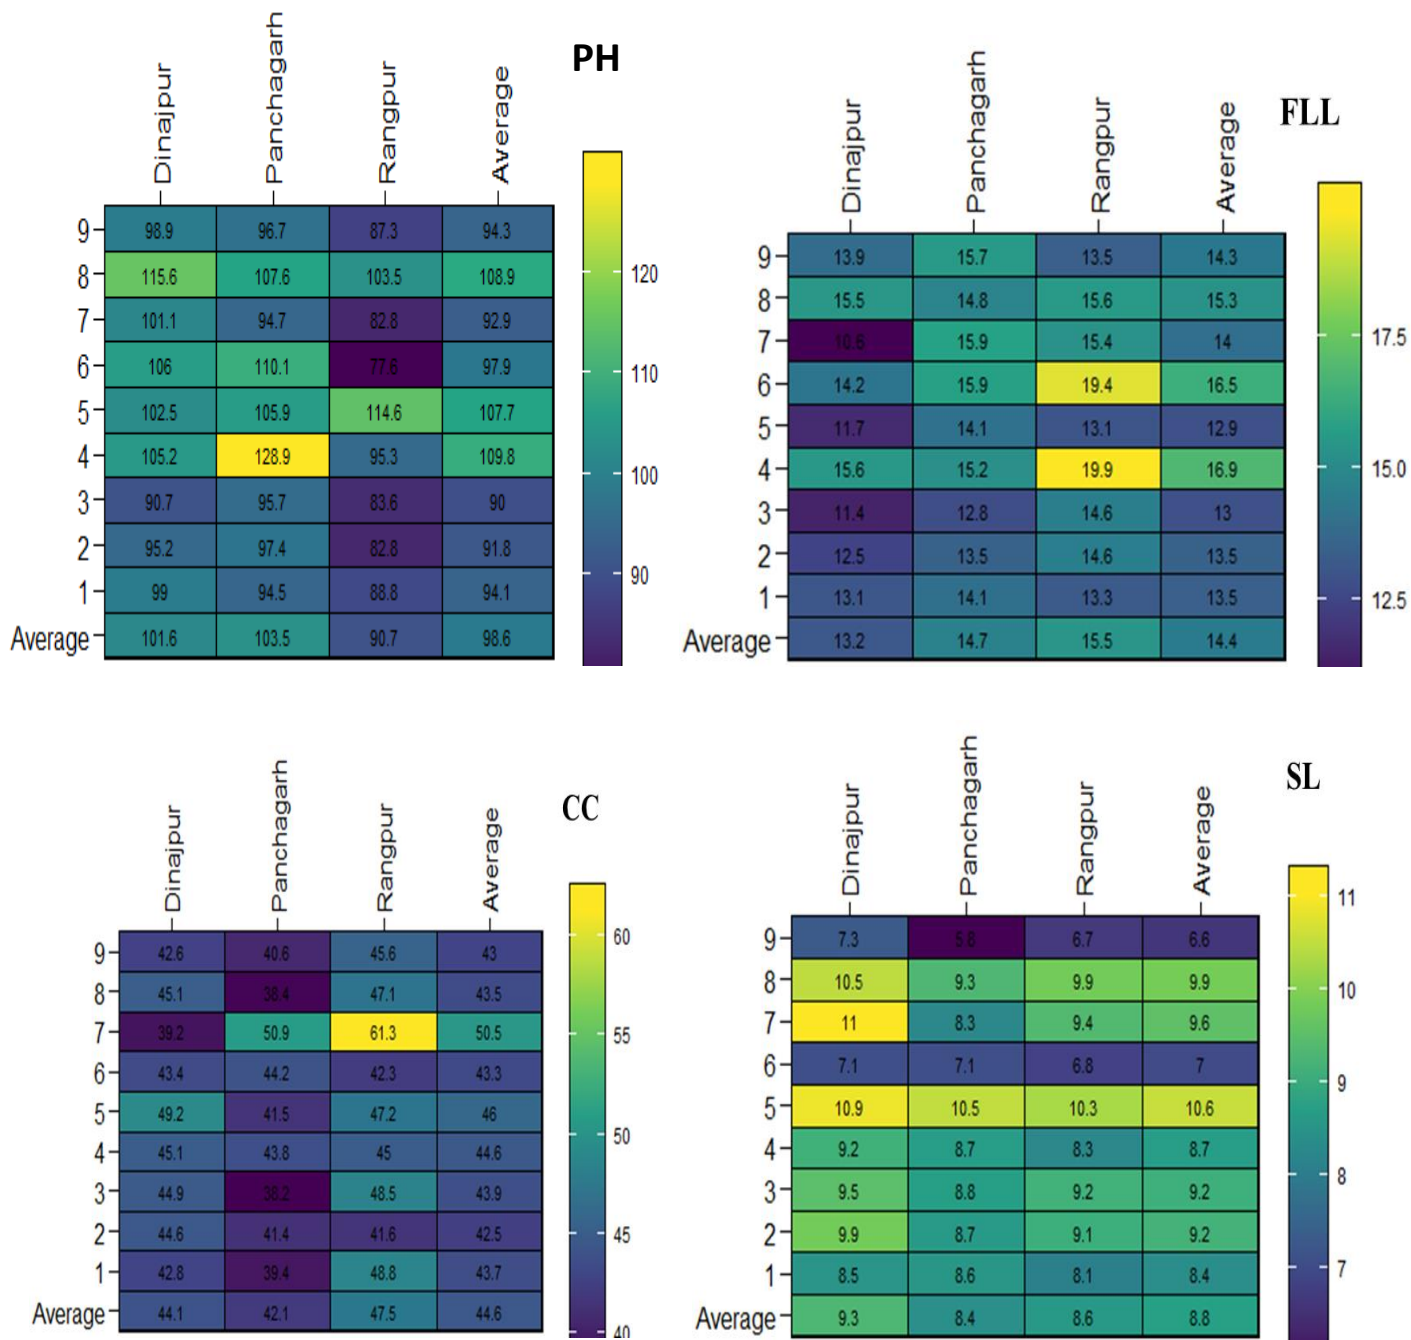 PH
Dinajpur Panchagarh Rangpur Average
9 98.9 96.7 87.3 94.3
8 115.6 107.6 103.5 108.9
7 101.1 94.7 82.8 92.9
6 106 110.1 77.6 97.9
5 102.5 105.9 114.6 107.7
4 105.2 128.9 95.3 109.8
3 90.7 95.7 83.6 90
2 95.2 97.4 82.8 91.8
1 99 94.5 88.8 94.1
Average 101.6 103.5 90.7 98.6
120
110
100
90
FLL
Dinajpur Panchagarh Rangpur Average
9 13.9 15.7 13.5 14.3
8 15.5 14.8 15.6 15.3
7 10.6 15.9 15.4 14
6 14.2 15.9 19.4 16.5
5 11.7 14.1 13.1 12.9
4 15.6 15.2 19.9 16.9
3 11.4 12.8 14.6 13
2 12.5 13.5 14.6 13.5
1 13.1 14.1 13.3 13.5
Average 13.2 14.7 15.5 14.4
17.5
15.0
12.5
CC
Dinajpur Panchagarh Rangpur Average
9 42.6 40.6 45.6 43
8 45.1 38.4 47.1 43.5
7 39.2 50.9 61.3 50.5
6 43.4 44.2 42.3 43.3
5 49.2 41.5 47.2 46
4 45.1 43.8 45 44.6
3 44.9 38.2 48.5 43.9
2 44.6 41.4 41.6 42.5
1 42.8 39.4 48.8 43.7
Average 44.1 42.1 47.5 44.6
60
55
50
45
40
SL
Dinajpur Panchagarh Rangpur Average
9 7.3 5.8 6.7 6.6
8 10.5 9.3 9.9 9.9
7 11 8.3 9.4 9.6
6 7.1 7.1 6.8 7
5 10.9 10.5 10.3 10.6
4 9.2 8.7 8.3 8.7
3 9.5 8.8 9.2 9.2
2 9.9 8.7 9.1 9.2
1 8.5 8.6 8.1 8.4
Average 9.3 8.4 8.6 8.8
11
10
9
8
7